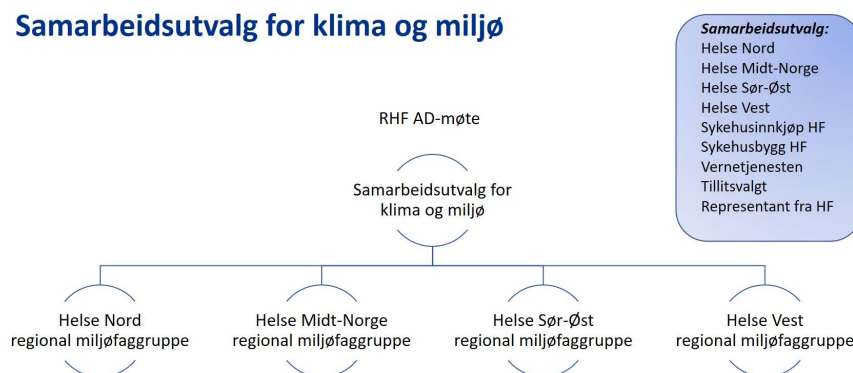 Samarbeidsutvalg for klima og miljø
Samarbeidsutvalg:
Helse Nord
Helse Midt-Norge
Helse Sør-Øst
Helse Vest
Sykehusinnkjøp HF
Sykehusbygg HF
Vernetjenesten
Tillitsvalgt
Representant fra HF
RHF AD-møte
Samarbeidsutvalg for
klima og miljø
Helse Nord
regional miljøfaggruppe
Helse Midt-Norge
regional miljøfaggruppe
Helse Sør-Øst
regional miljøfaggruppe
Helse Vest
regional miljøfaggruppe